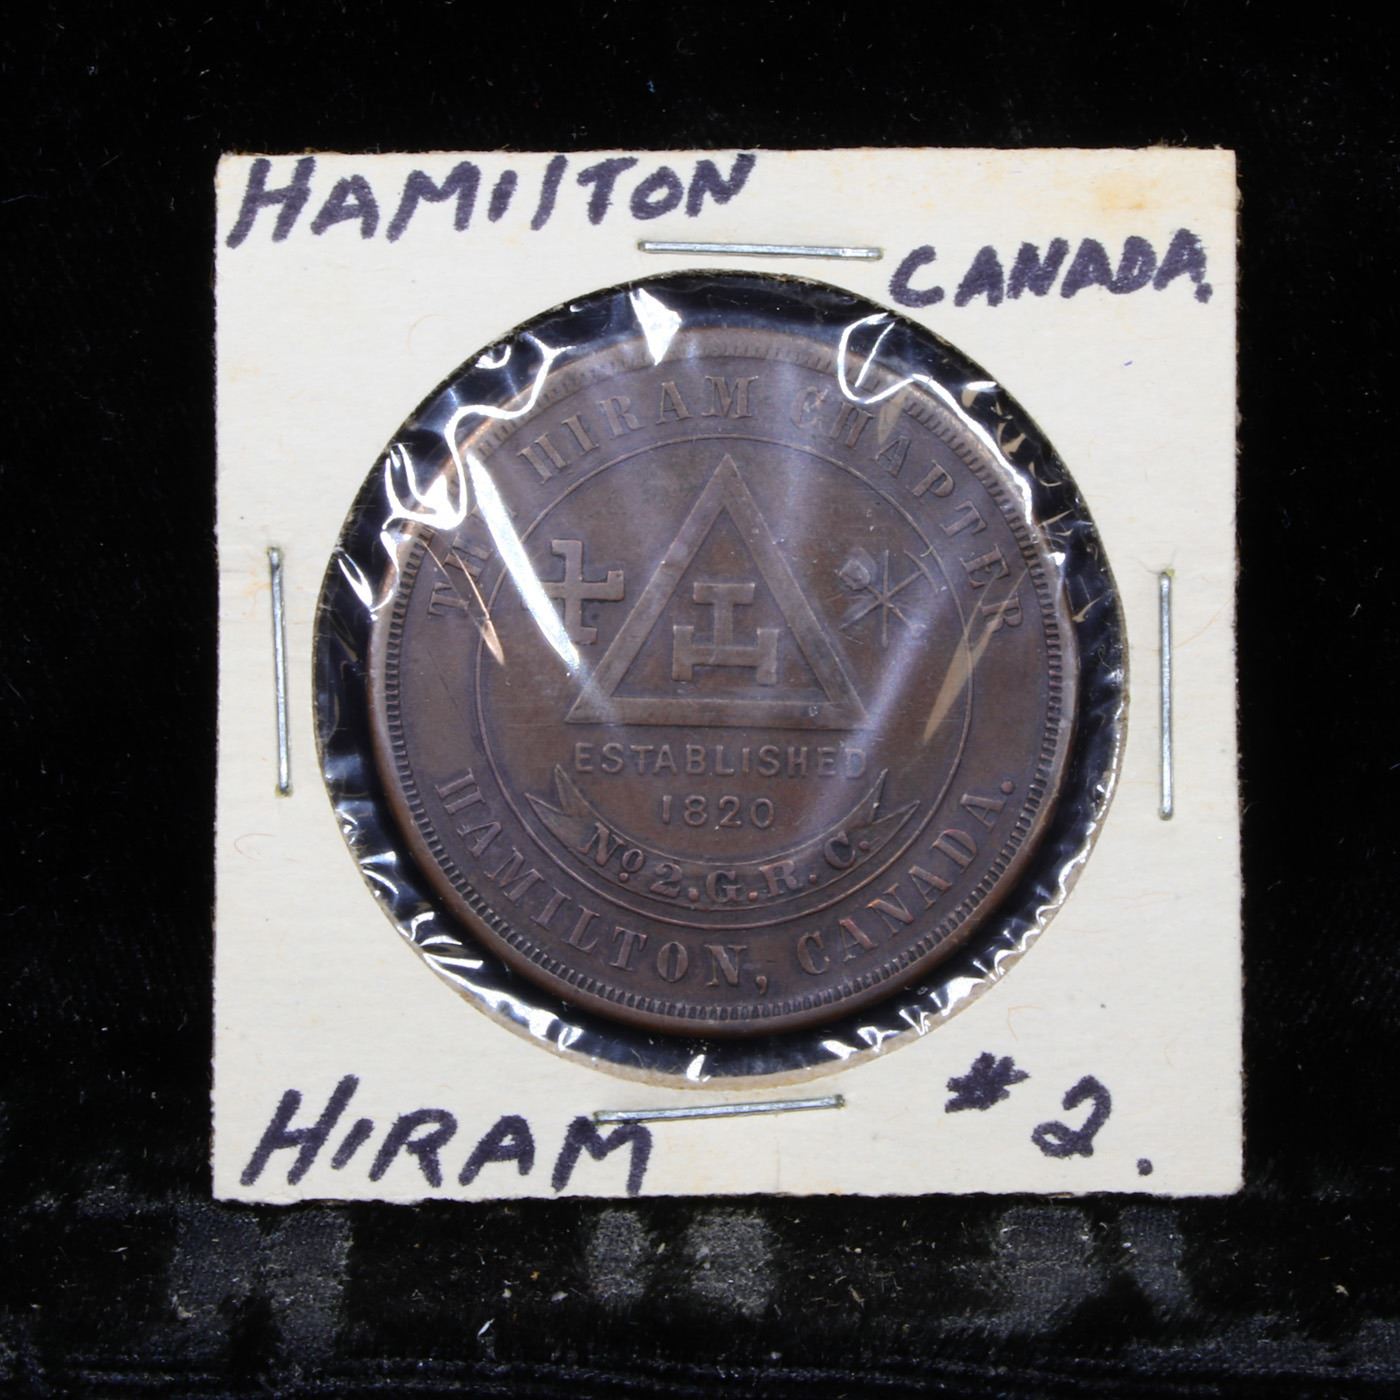 HAMILTON
CANADA.
THE HIRAM CHAPTER
ESTABLISHED
1820
No. 2. G. R. C.
HAMILTON, CANADA.
HIRAM #2.